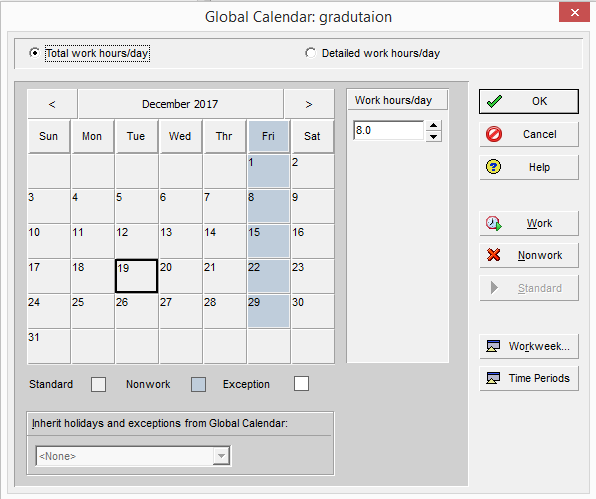 Global Calendar: gradutaion
Total work hours/day
Detailed work hours/day
< December 2017 >
Sun Mon Tue Wed Thr Fri Sat
1 2
3 4 5 6 7 8 9
10 11 12 13 14 15 16
17 18 19 20 21 22 23
24 25 26 27 28 29 30
31
Standard Nonwork Exception
Inherit holidays and exceptions from Global Calendar:
<None>
Work hours/day
8.0
OK
Cancel
Help
Work
Nonwork
Standard
Workweek...
Time Periods